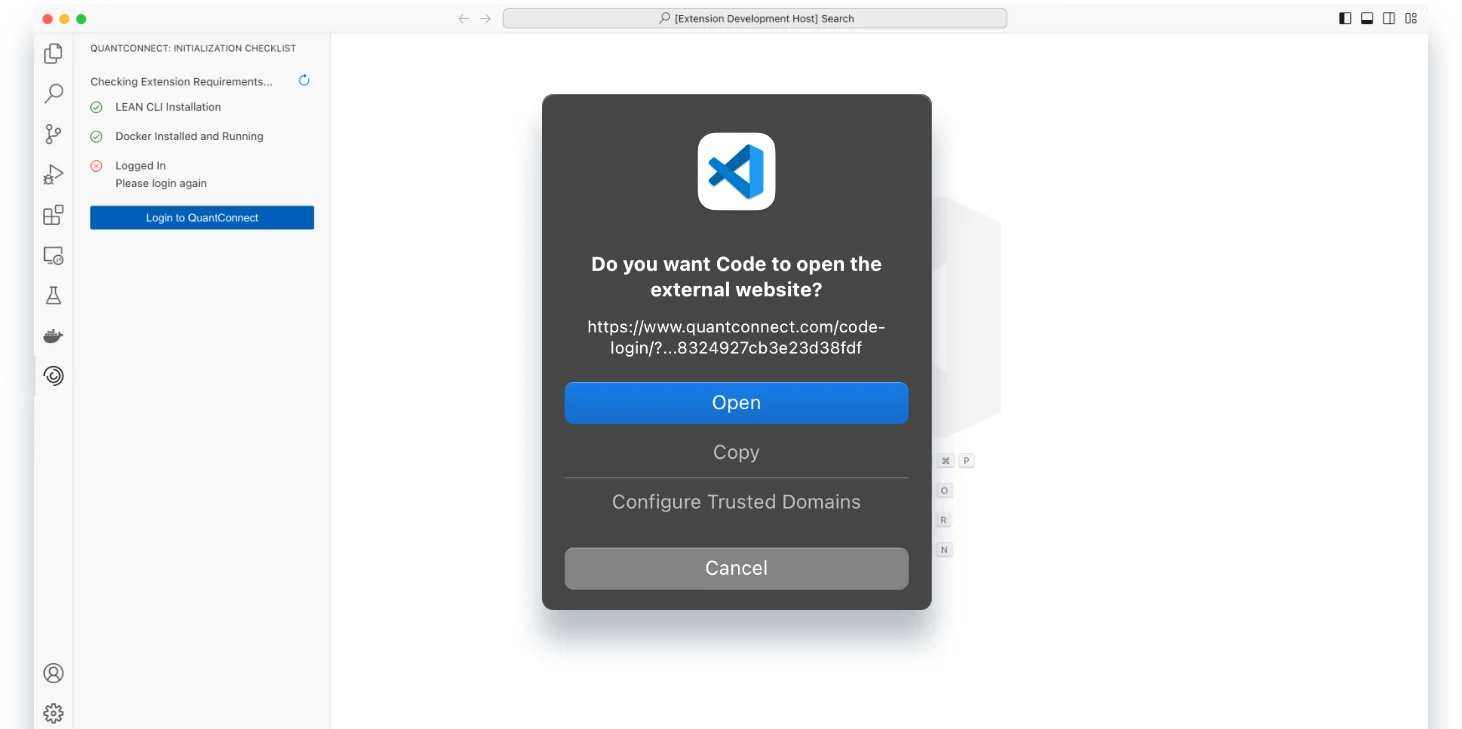 [Extension Development Host] Search
QUANTCONNECT: INITIALIZATION CHECKLIST
Checking Extension Requirements...
LEAN CLI Installation
Docker Installed and Running
Logged In
Please login again
Login to QuantConnect
Do you want Code to open the
external website?
https://www.quantconnect.com/code-
login/?...8324927cb3e23d38fdf
Open
Copy
Configure Trusted Domains
Cancel
⌘ P
O
R
N